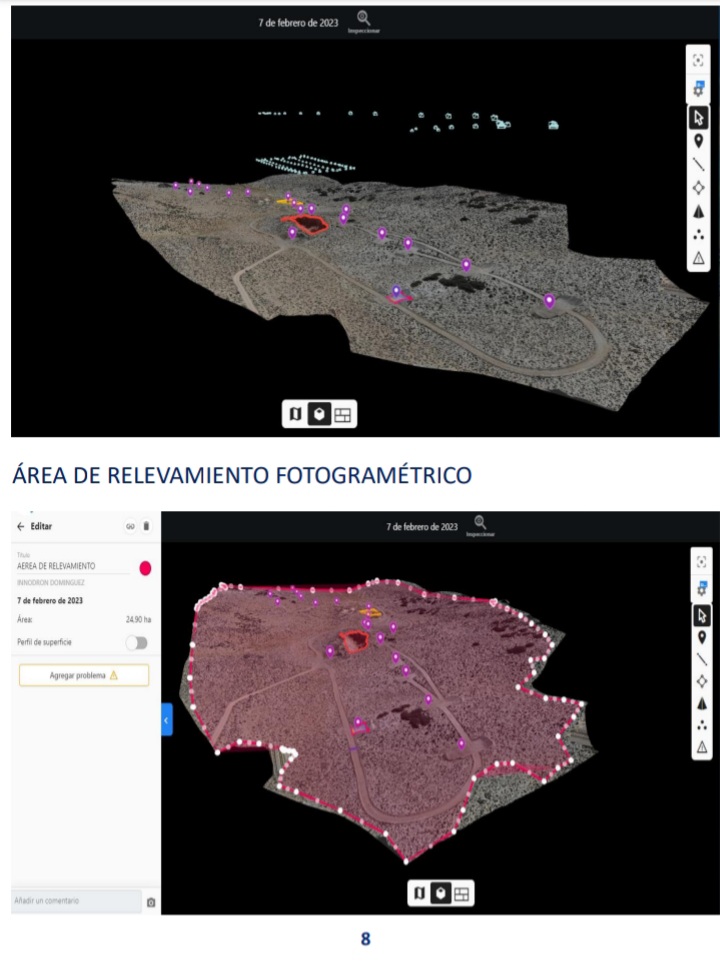 7 de febrero de 2023
Inspeccionar
ÁREA DE RELEVAMIENTO FOTOGRAMÉTRICO
Editar
7 de febrero de 2023
Inspeccionar
Título
AEREA DE RELEVAMIENTO
INNODRON DOMINGUEZ
7 de febrero de 2023
Área:
24,90 ha
Perfil de superficie
Agregar problema
Añadir un comentario
8